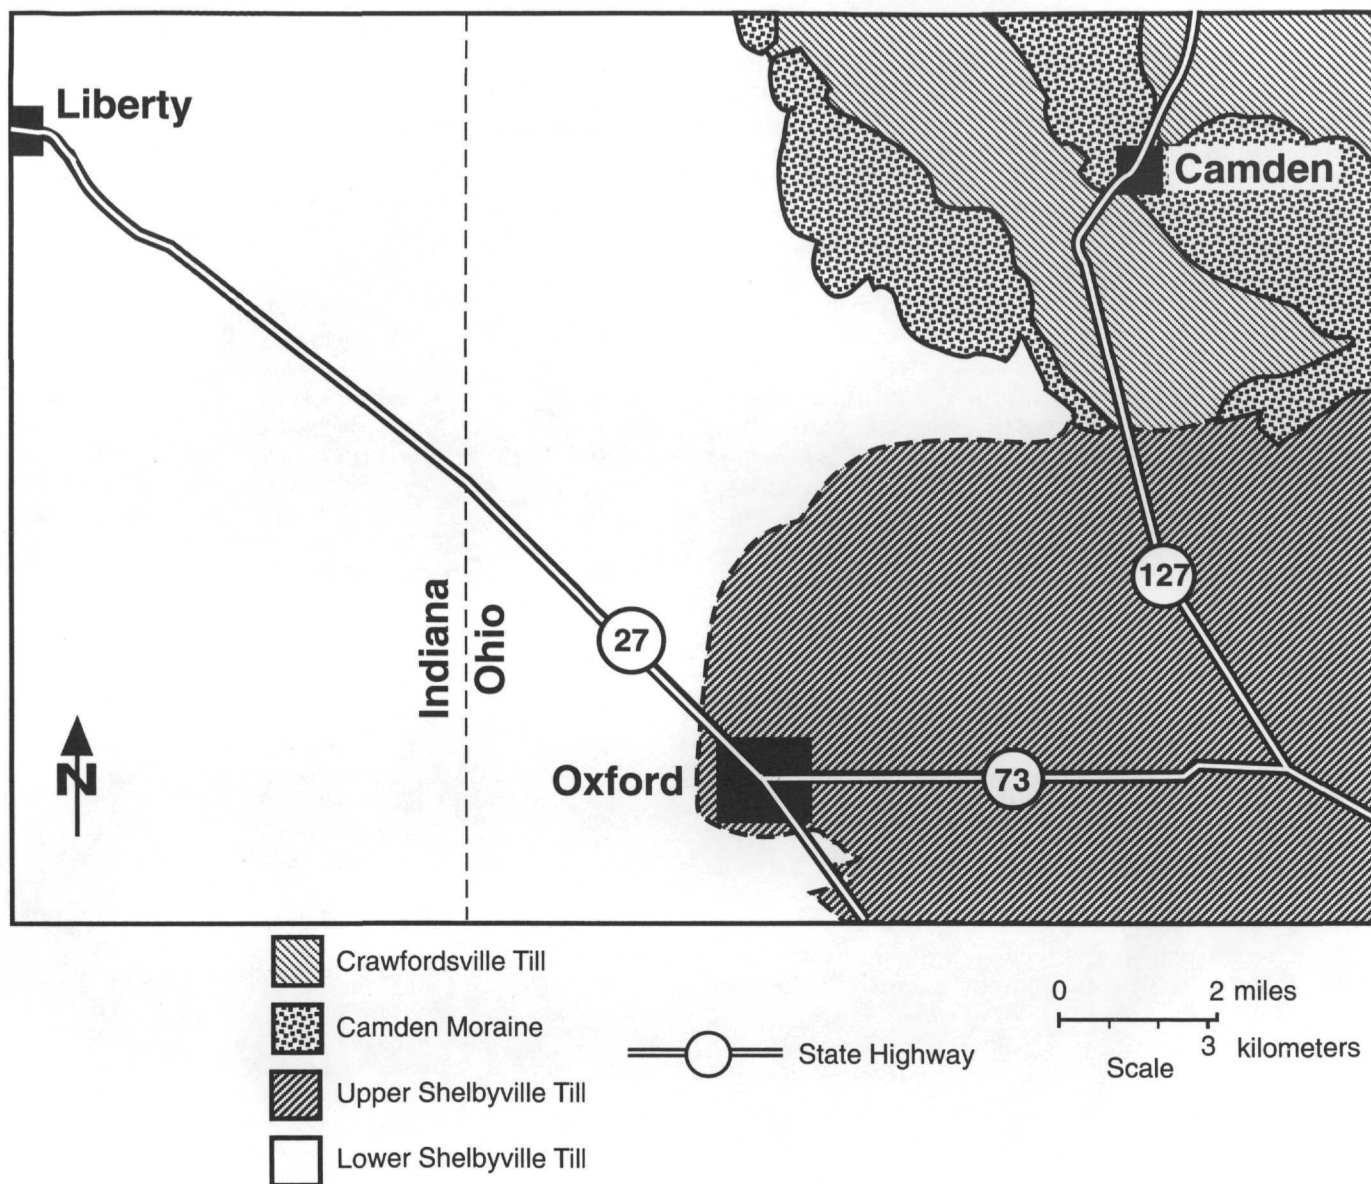 Liberty
Camden
127
27
Indiana
Ohio
N
Oxford
73
Crawfordsville Till
Camden Moraine
Upper Shelbyville Till
Lower Shelbyville Till
State Highway
0 2 miles
3 kilometers
Scale